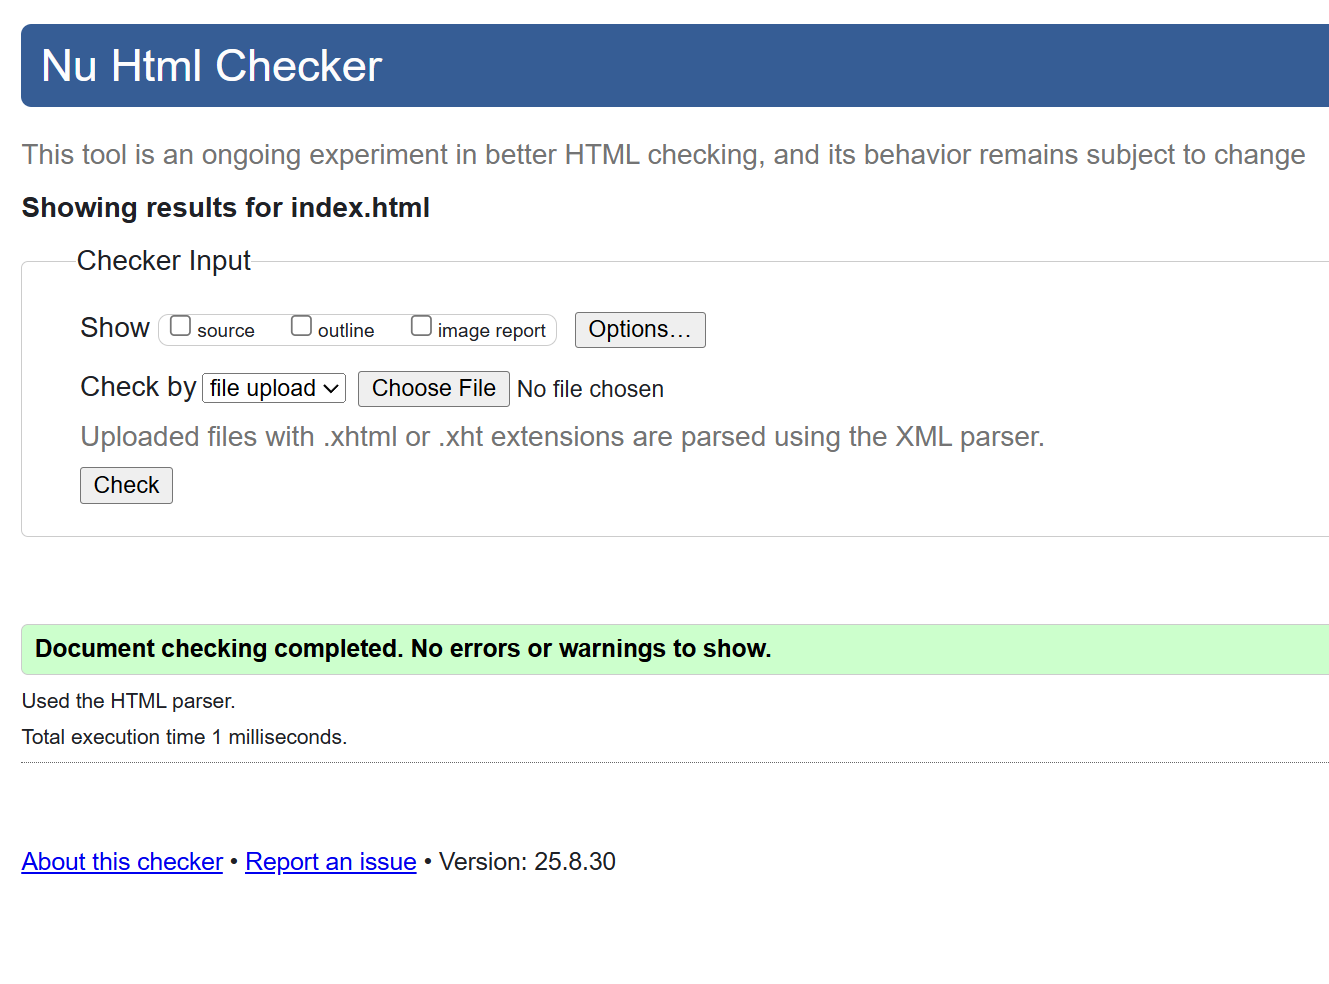 Nu Html Checker
This tool is an ongoing experiment in better HTML checking, and its behavior remains subject to change
Showing results for index.html
Checker Input
Show source outline image report Options…
Check by file upload Choose File No file chosen
Uploaded files with .xhtml or .xht extensions are parsed using the XML parser.
Check
Document checking completed. No errors or warnings to show.
Used the HTML parser.
Total execution time 1 milliseconds.
About this checker • Report an issue • Version: 25.8.30